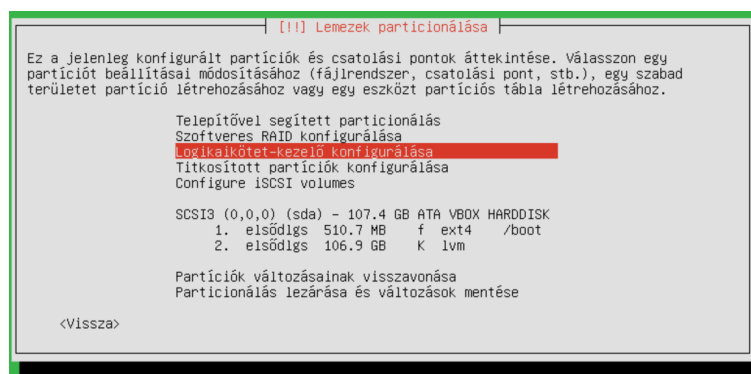 [!!] Lemezek particionálása
Ez a jelenleg konfigurált partíciók és csatolási pontok áttekintése. Válasszon egy
partíciót beállításai módosításához (fájlrendszer, csatolási pont, stb.), egy szabad
területet partíció létrehozásához vagy egy eszközt partíciós tábla létrehozásához.
Telepítővel segített particionálás
Szoftveres RAID konfigurálása
Logikaikötet-kezelő konfigurálása
Titkosított partíciók konfigurálása
Configure iSCSI volumes
SCSI3 (0,0,0) (sda) – 107.4 GB ATA VBOX HARDDISK
1. elsődlgs 510.7 MB f ext4 /boot
2. elsődlgs 106.9 GB K lvm
Partíciók változásainak visszavonása
Particionálás lezárása és változások mentése
<Vissza>